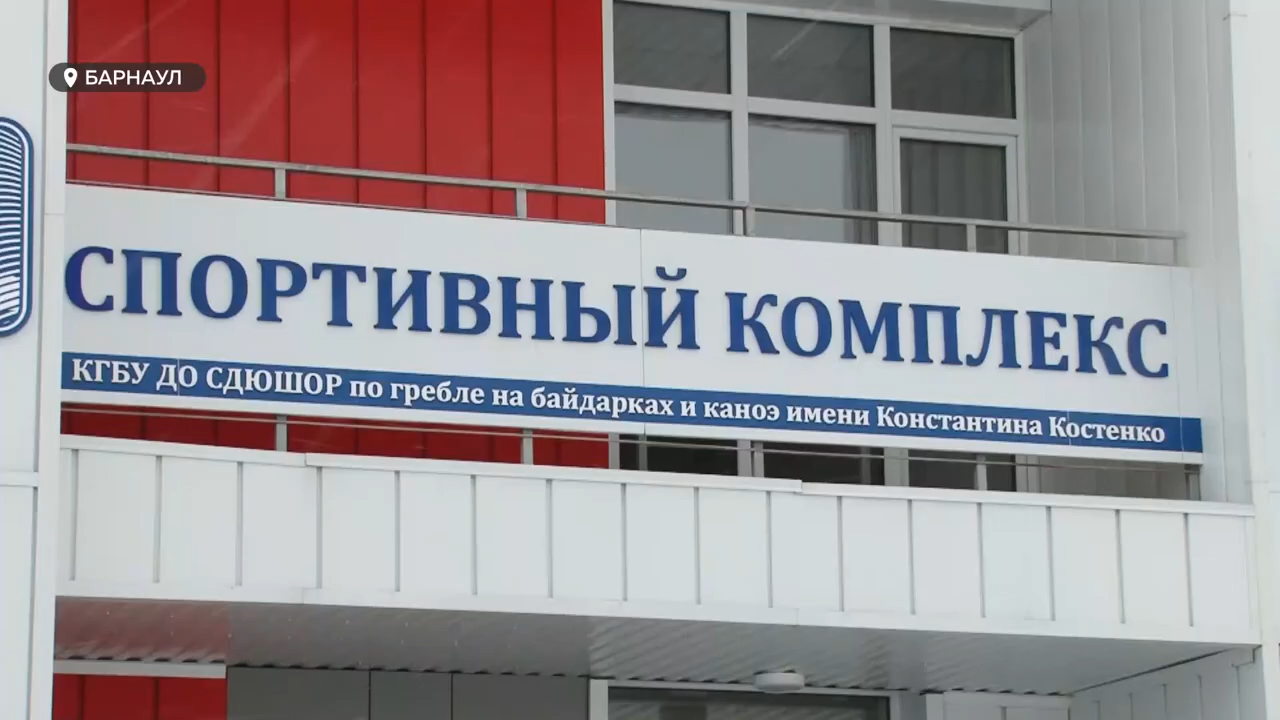 БАРНАУЛ
СПОРТИВНЫЙ КОМПЛЕКС
КГБУ ДО СДЮШОР по гребле на байдарках и каноэ имени Константина Костенко